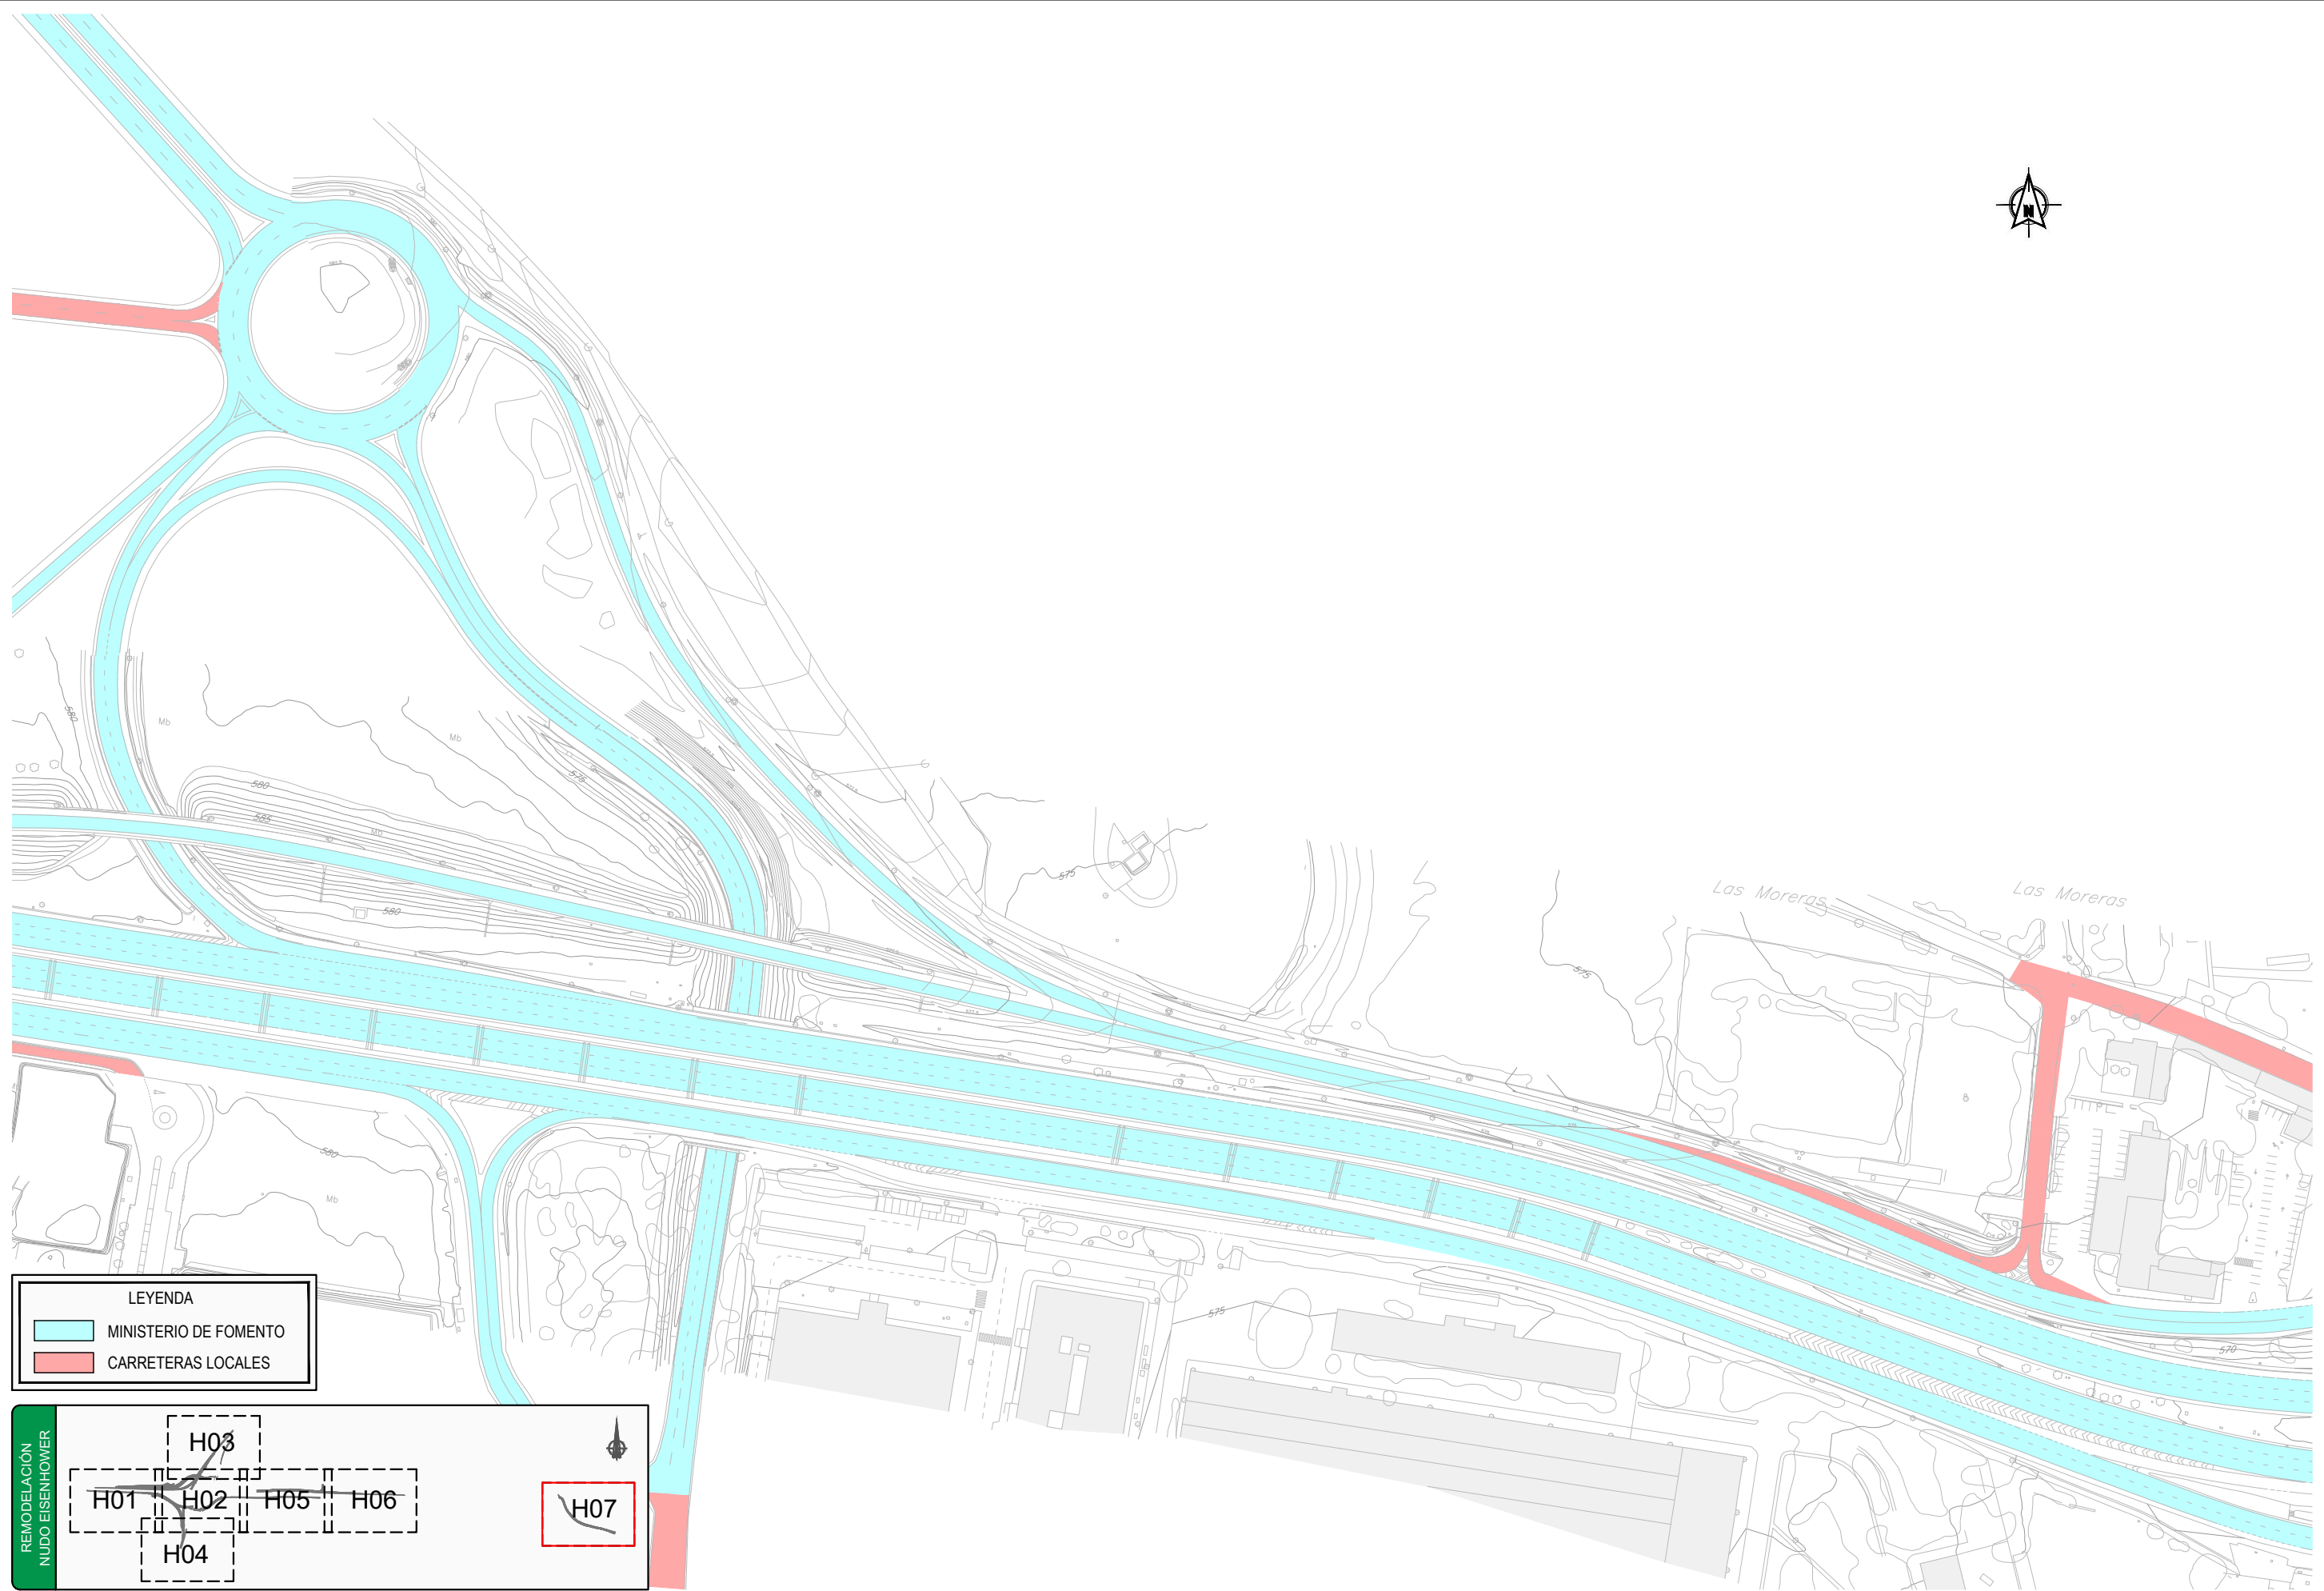 N
Las Moreras
Las Moreras
580
Mb
Mb
575
580
585
Mb
580
575
575
580
Mb
575
570
LEYENDA
MINISTERIO DE FOMENTO
CARRETERAS LOCALES
REMODELACIÓN
NUDO EISENHOWER
H03
H01
H02
H05
H06
H07
H04